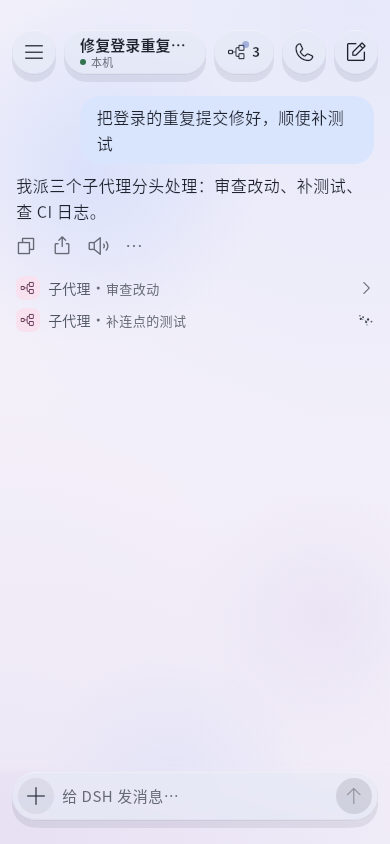 修复登录重复…
本机
3
把登录的重复提交修好，顺便补测
试
我派三个子代理分头处理：审查改动、补测试、
查 CI 日志。
子代理 · 审查改动
子代理 · 补连点的测试
给 DSH 发消息…